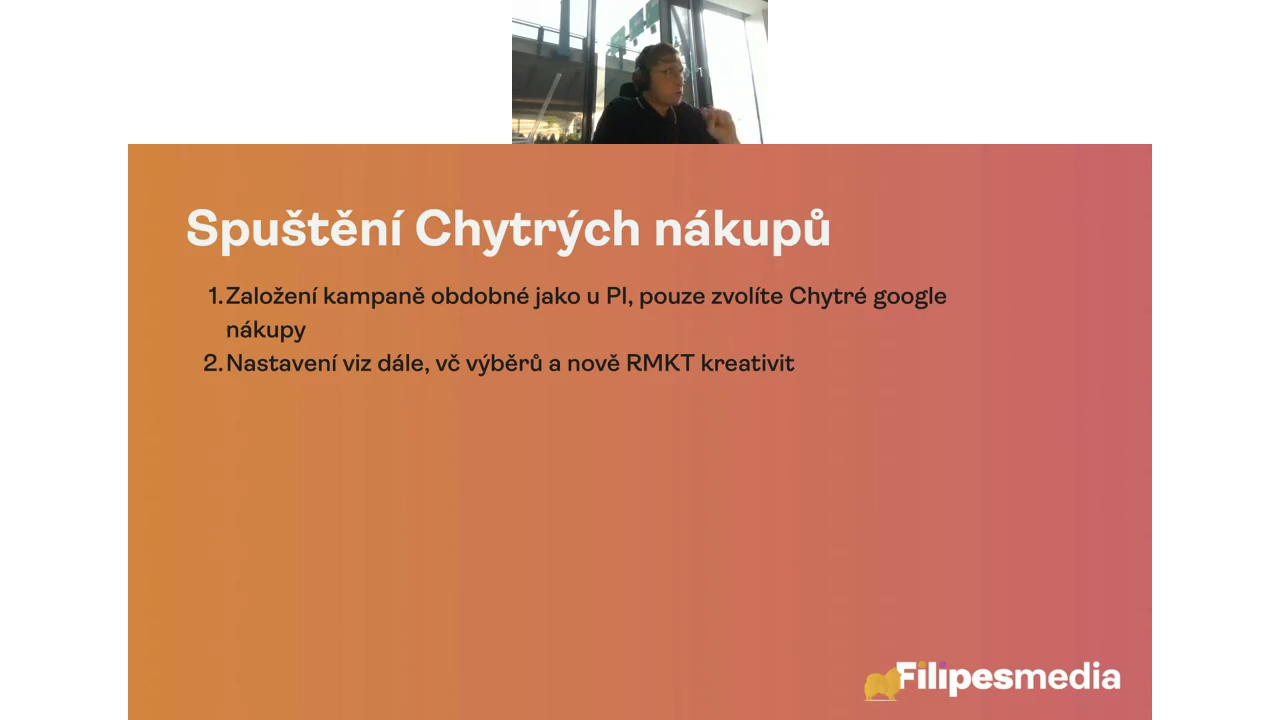 Spuštění Chytrých nákupů
1. Založení kampaně obdobné jako u PI, pouze zvolíte Chytré google
nákupy
2. Nastavení viz dále, vč výběrů a nově RMKT kreativit
Filipesmedia